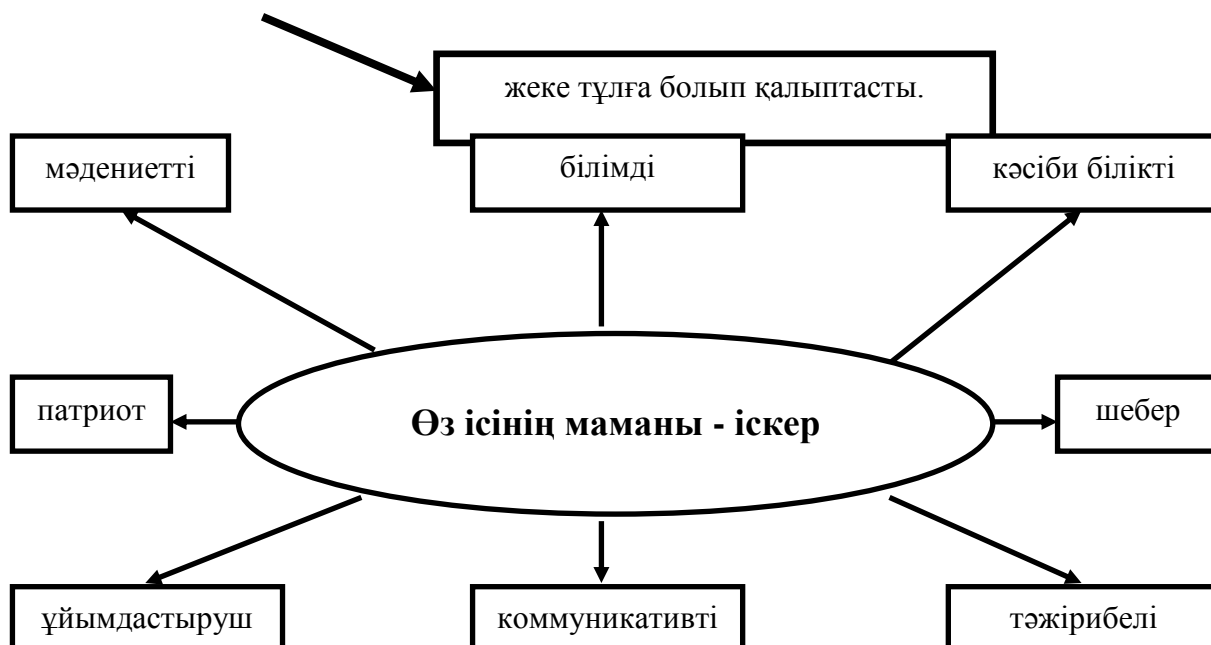 жеке тұлға болып қалыптасты.
мәдениетті
білімді
кәсіби білікті
патриот
Өз ісінің маманы - іскер
шебер
ұйымдастыруш
коммуникативті
тәжірибелі